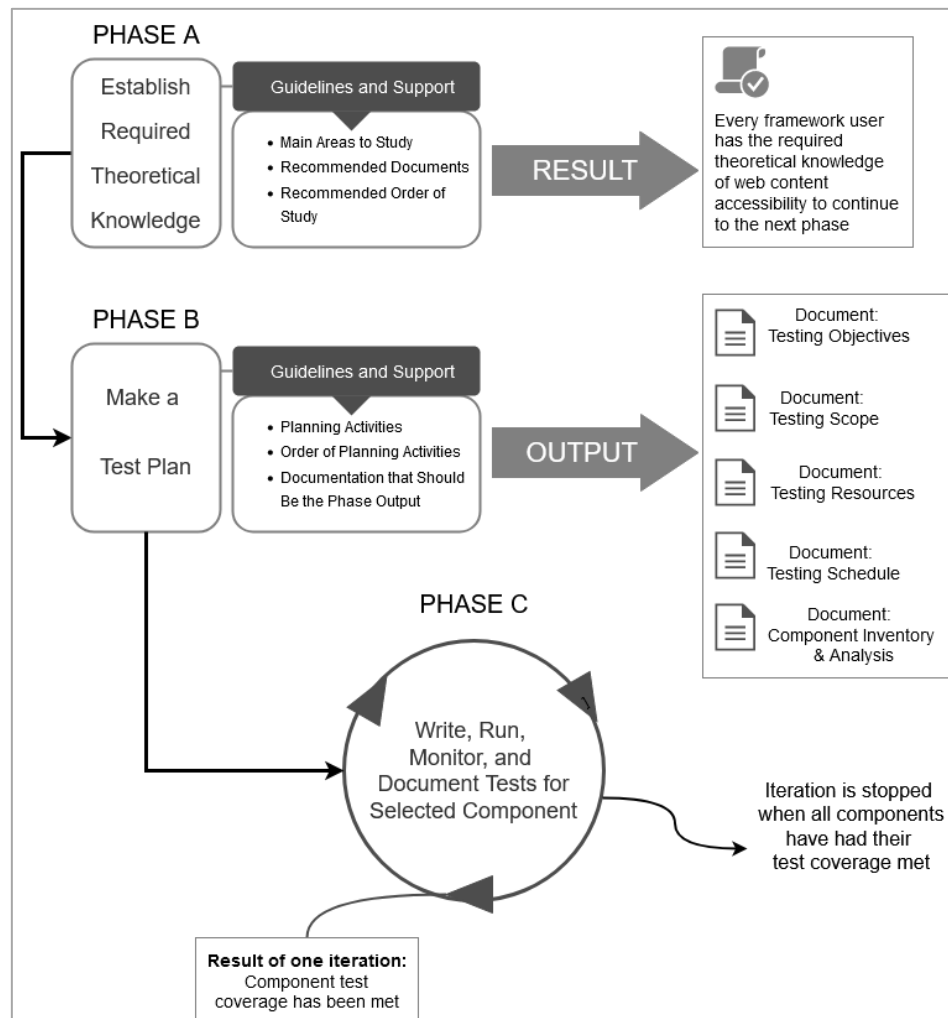 PHASE A
Establish
Required
Theoretical
Knowledge
Guidelines and Support
• Main Areas to Study
• Recommended Documents
• Recommended Order of
Study
RESULT
Every framework user
has the required
theoretical knowledge
of web content
accessibility to continue
to the next phase
PHASE B
Make a
Test Plan
Guidelines and Support
• Planning Activities
• Order of Planning Activities
• Documentation that Should
Be the Phase Output
OUTPUT
Document:
Testing Objectives
Document:
Testing Scope
Document:
Testing Resources
Document:
Testing Schedule
Document:
Component Inventory
& Analysis
PHASE C
Write, Run,
Monitor, and
Document Tests for
Selected Component
Iteration is stopped
when all components
have had their
test coverage met
Result of one iteration:
Component test
coverage has been met